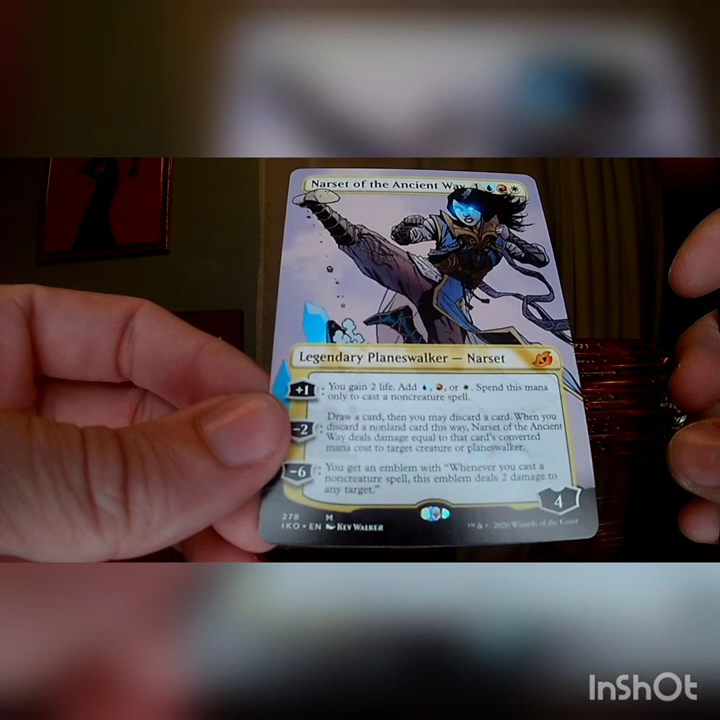 Narset of the Ancient Way 1
Legendary Planeswalker — Narset
+1 : You gain 2 life. Add , , or . Spend this mana
only to cast a noncreature spell.
Draw a card, then you may discard a card. When you
−2 : discard a nonland card this way, Narset of the Ancient
Way deals damage equal to that card's converted
mana cost to target creature or planeswalker.
−6 : You get an emblem with "Whenever you cast a
noncreature spell, this emblem deals 2 damage to
any target."
4
278 M
IKO • EN Kev Walker
™ & © 2020 Wizards of the Coast
InShOt